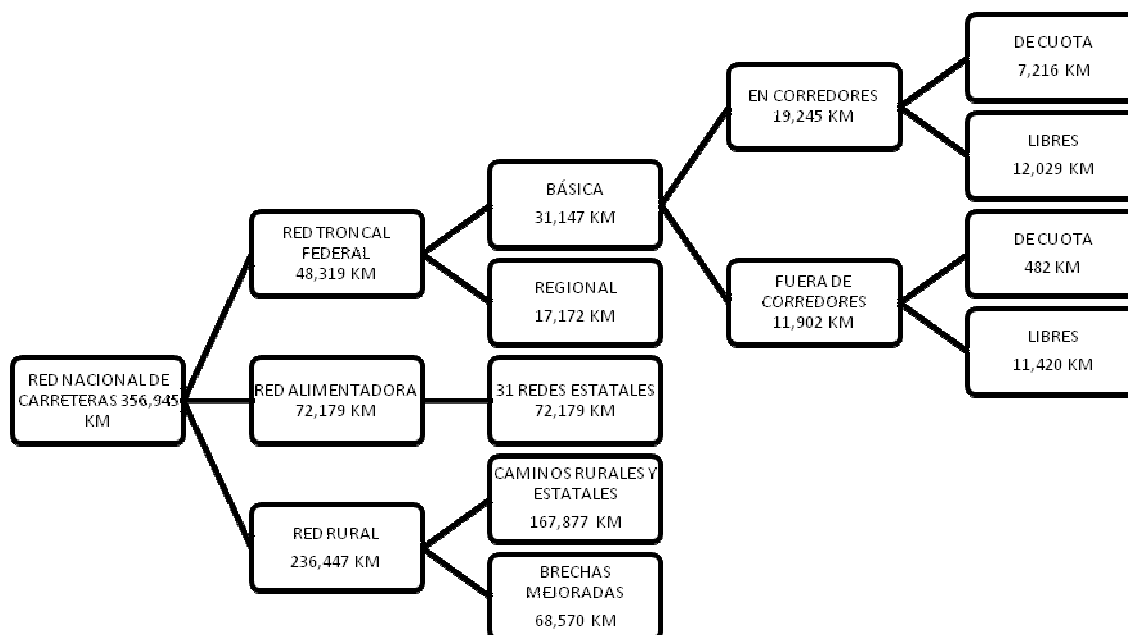 RED NACIONAL DE
CARRETERAS 356,945
KM
RED TRONCAL
FEDERAL
48,319 KM
BÁSICA
31,147 KM
EN CORREDORES
19,245 KM
DE CUOTA
7,216 KM
LIBRES
12,029 KM
FUERA DE
CORREDORES
11,902 KM
DE CUOTA
482 KM
LIBRES
11,420 KM
REGIONAL
17,172 KM
RED ALIMENTADORA
72,179 KM
31 REDES ESTATALES
72,179 KM
RED RURAL
236,447 KM
CAMINOS RURALES Y
ESTATALES
167,877 KM
BRECHAS
MEJORADAS
68,570 KM